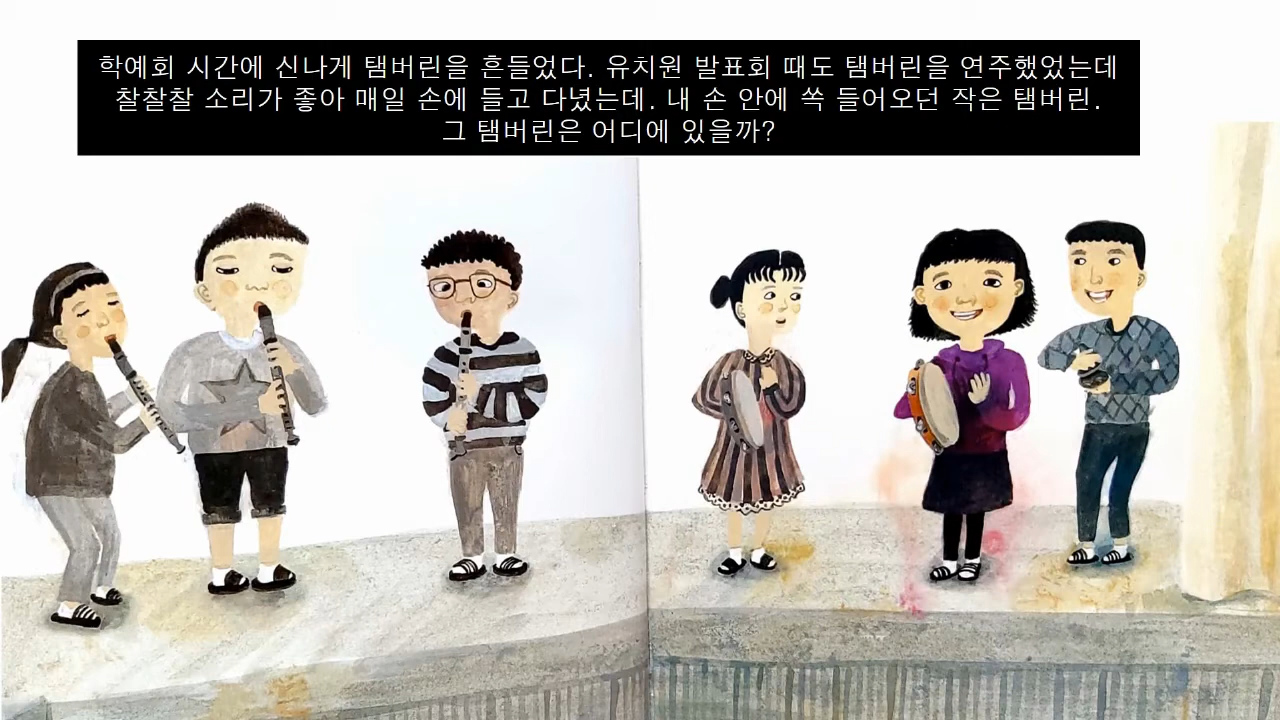 학예회 시간에 신나게 탬버린을 흔들었다. 유치원 발표회 때도 탬버린을 연주했었는데
찰찰찰 소리가 좋아 매일 손에 들고 다녔는데. 내 손 안에 쏙 들어오던 작은 탬버린.
그 탬버린은 어디에 있을까?